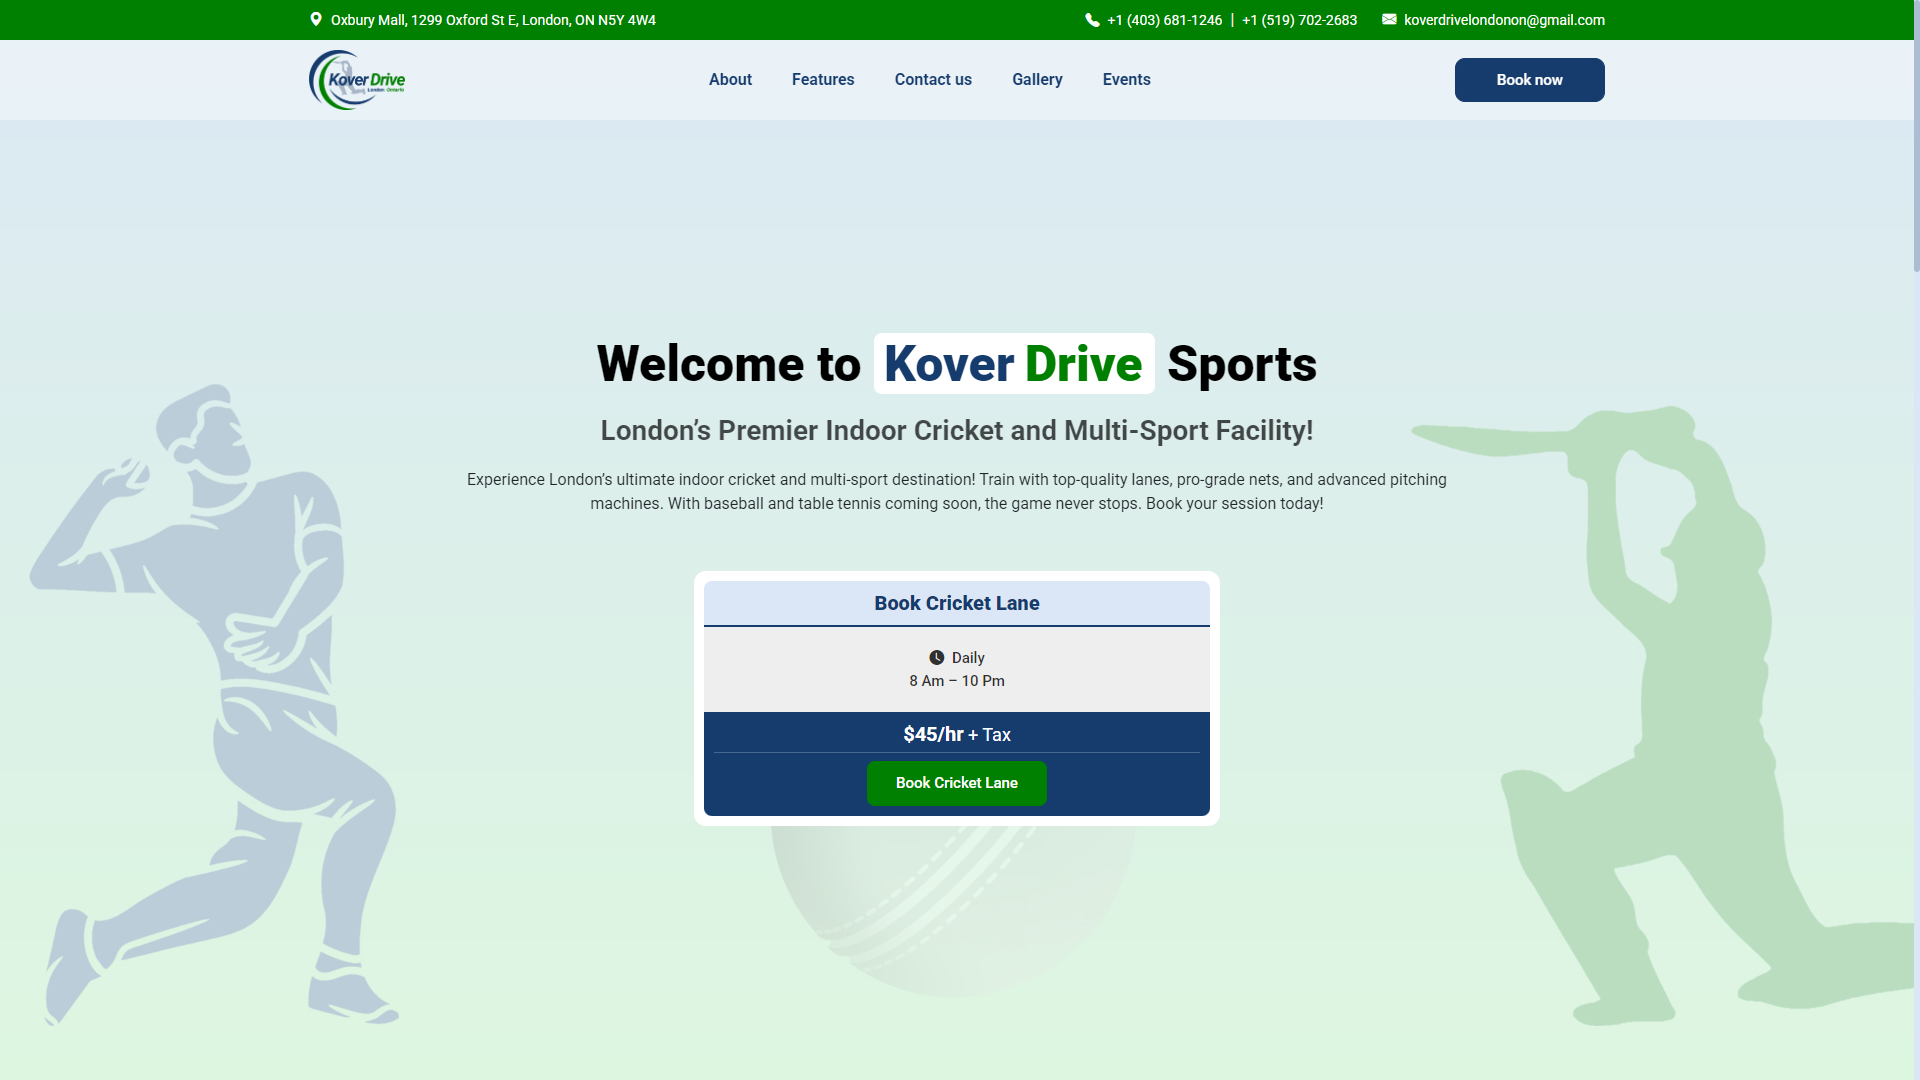 Oxbury Mall, 1299 Oxford St E, London, ON N5Y 4W4
+1 (403) 681-1246 | +1 (519) 702-2683
koverdrivelondonon@gmail.com
Kover Drive
London Ontario
About
Features
Contact us
Gallery
Events
Book now
Welcome to Kover Drive Sports
London’s Premier Indoor Cricket and Multi-Sport Facility!
Experience London’s ultimate indoor cricket and multi-sport destination! Train with top-quality lanes, pro-grade nets, and advanced pitching
machines. With baseball and table tennis coming soon, the game never stops. Book your session today!
Book Cricket Lane
Daily
8 Am – 10 Pm
$45/hr + Tax
Book Cricket Lane